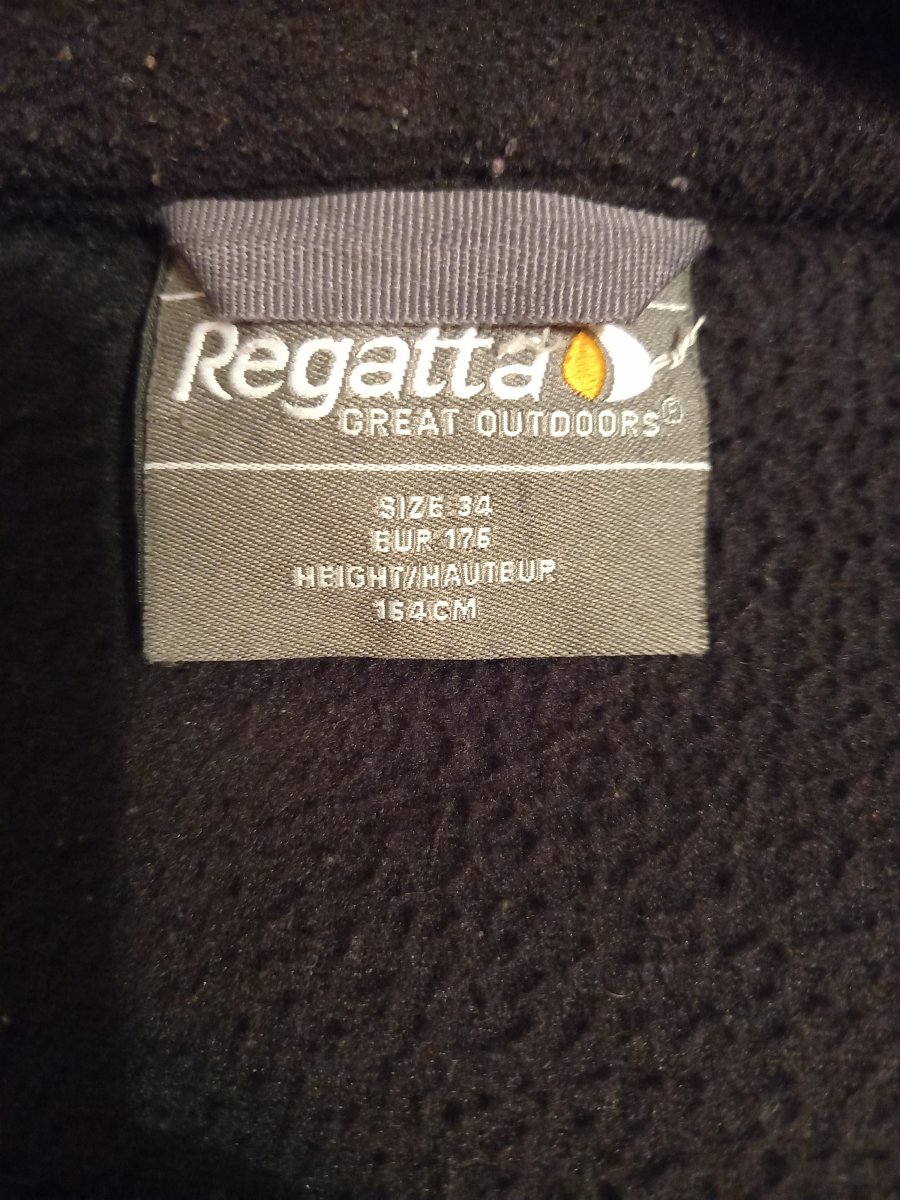 Regatta
GREAT OUTDOORS®
SIZE 34
EUR 176
HEIGHT/HAUTEUR
164CM